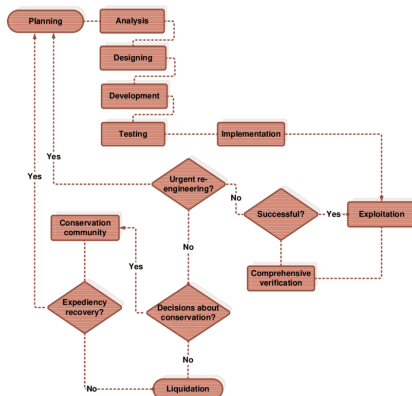 Planning
Analysis
Designing
Development
Testing
Implementation
Yes
Yes
Urgent re-
engineering?
No
Successful?
Yes
Exploitation
Conservation
community
No
Yes
Comprehensive
verification
Expediency
recovery?
Decisions about
conservation?
No
No
Liquidation